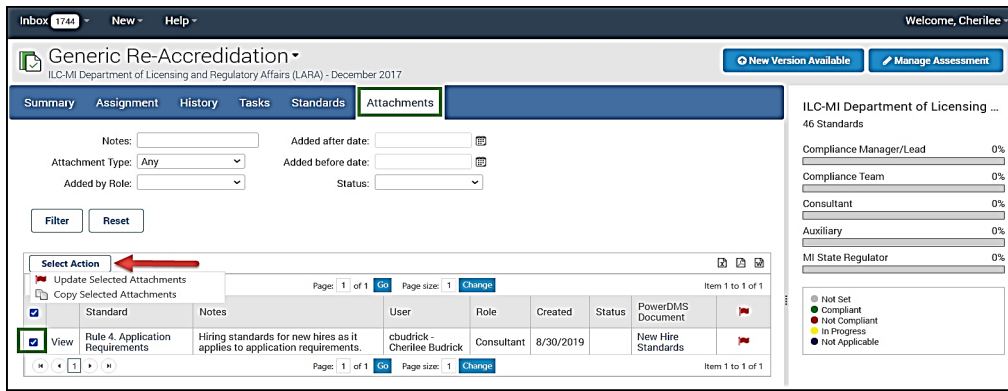 Inbox 1744 New Help Welcome, Cherilee
Generic Re-Accredidation
ILC-MI Department of Licensing and Regulatory Affairs (LARA) - December 2017
New Version Available Manage Assessment
Summary Assignment History Tasks Standards Attachments
Notes: Added after date:
Attachment Type: Any Added before date:
Added by Role: Status:
Filter Reset
Select Action
Update Selected Attachments
Copy Selected Attachments
Page: 1 of 1 Go Page size: 1 Change Item 1 to 1 of 1
Standard Notes User Role Created Status PowerDMS Document
View Rule 4. Application Requirements Hiring standards for new hires as it applies to application requirements. cbudrick - Cherilee Budrick Consultant 8/30/2019 New Hire Standards
1 Page: 1 of 1 Go Page size: 1 Change Item 1 to 1 of 1
ILC-MI Department of Licensing ...
46 Standards
Compliance Manager/Lead 0%
Compliance Team 0%
Consultant 0%
Auxiliary 0%
MI State Regulator 0%
Not Set
Compliant
Not Compliant
In Progress
Not Applicable